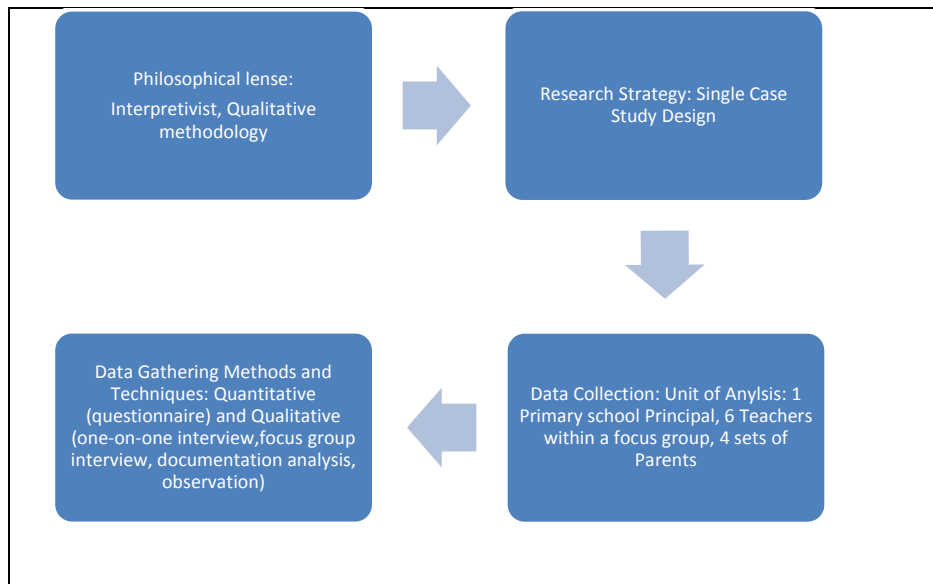 Philosophical lense:
Interpretivist, Qualitative
methodology
Research Strategy: Single Case
Study Design
Data Collection: Unit of Anylsis: 1
Primary school Principal, 6 Teachers
within a focus group, 4 sets of
Parents
Data Gathering Methods and
Techniques: Quantitative
(questionnaire) and Qualitative
(one-on-one interview,focus group
interview, documentation analysis,
observation)